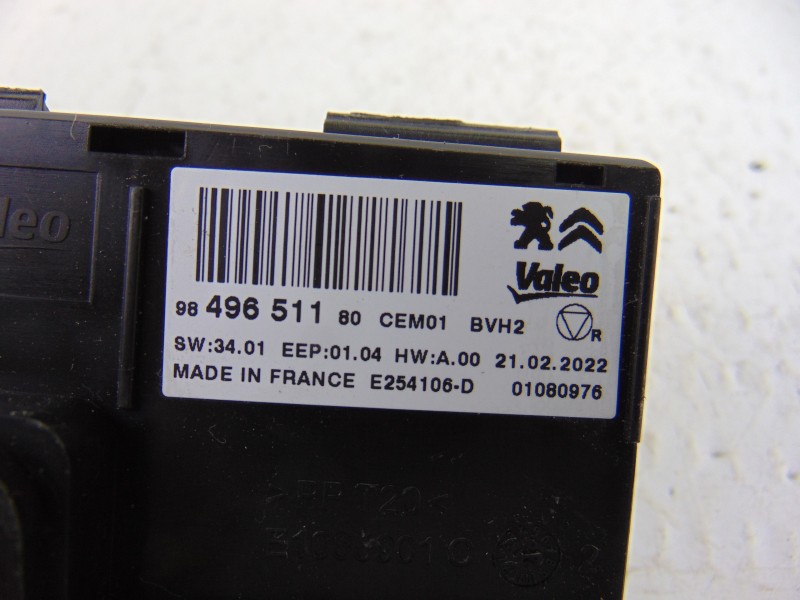 Valeo
98 496 511 80 CEM01 BVH2
R
SW:34.01 EEP:01.04 HW:A.00 21.02.2022
MADE IN FRANCE E254106-D 01080976